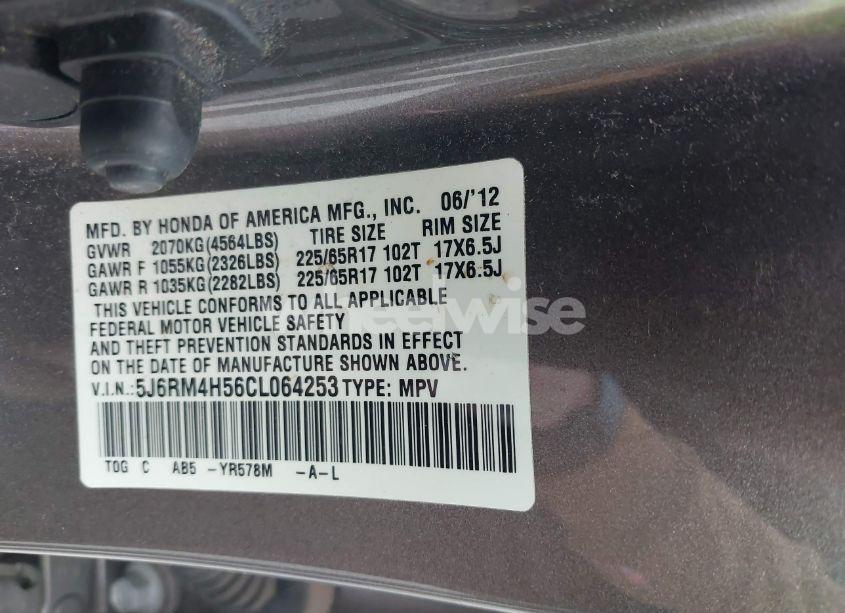 MFD. BY HONDA OF AMERICA MFG., INC. 06/'12
GVWR 2070KG(4564LBS) TIRE SIZE RIM SIZE
GAWR F 1055KG(2326LBS) 225/65R17 102T 17X6.5J
GAWR R 1035KG(2282LBS) 225/65R17 102T 17X6.5J
THIS VEHICLE CONFORMS TO ALL APPLICABLE
FEDERAL MOTOR VEHICLE SAFETY
AND THEFT PREVENTION STANDARDS IN EFFECT
ON THE DATE OF MANUFACTURE SHOWN ABOVE.
V.I.N.: 5J6RM4H56CL064253 TYPE: MPV
TOG C AB5 -YR578M -A-L